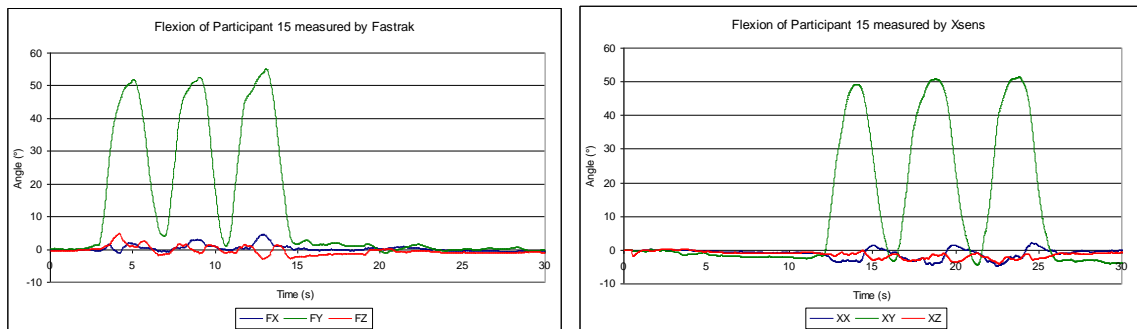 Flexion of Participant 15 measured by Fastrak
60
50
40
30
20
10
0
-10
0 5 10 15 20 25 30
Angle (°)
Time (s)
FX FY FZ
Flexion of Participant 15 measured by Xsens
60
50
40
30
20
10
0
-10
0 5 10 15 20 25 30
Angle (°)
Time (s)
XX XY XZ